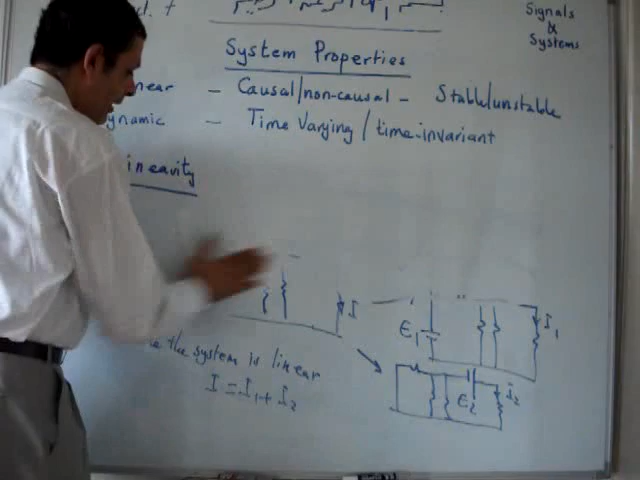 Signals
&
Systems
System Properties
near – Causal/non-causal – Stable/unstable
ynamic – Time Varying / time-invariant
inearity
I
E1
I1
E2
I2
the system is linear
I = I1 + I2